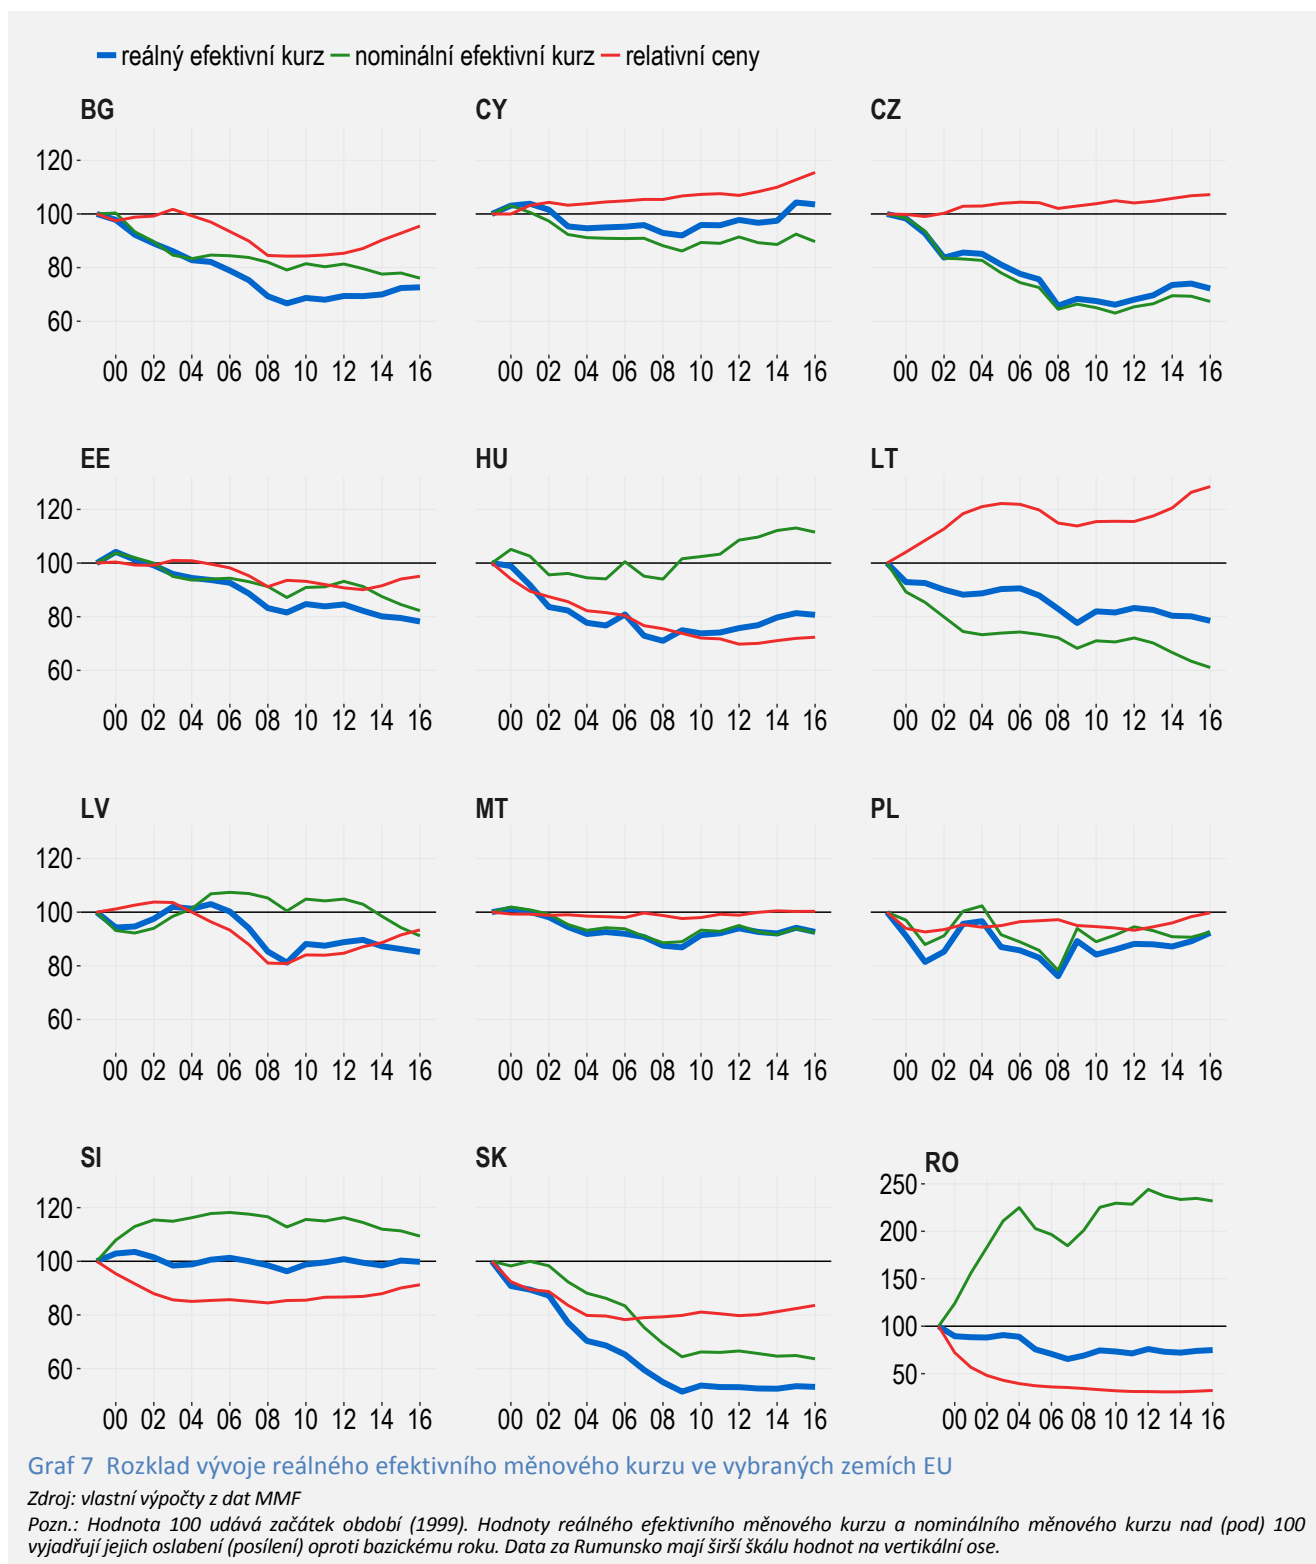 reálný efektivní kurz nominální efektivní kurz relativní ceny
BG CY CZ
120
100
80
60
00 02 04 06 08 10 12 14 16 00 02 04 06 08 10 12 14 16 00 02 04 06 08 10 12 14 16
EE HU LT
120
100
80
60
00 02 04 06 08 10 12 14 16 00 02 04 06 08 10 12 14 16 00 02 04 06 08 10 12 14 16
LV MT PL
120
100
80
60
00 02 04 06 08 10 12 14 16 00 02 04 06 08 10 12 14 16 00 02 04 06 08 10 12 14 16
SI SK RO
120
100
80
60
250
200
150
100
50
00 02 04 06 08 10 12 14 16 00 02 04 06 08 10 12 14 16 00 02 04 06 08 10 12 14 16
Graf 7 Rozklad vývoje reálného efektivního měnového kurzu ve vybraných zemích EU
Zdroj: vlastní výpočty z dat MMF
Pozn.: Hodnota 100 udává začátek období (1999). Hodnoty reálného efektivního měnového kurzu a nominálního měnového kurzu nad (pod) 100
vyjadřují jejich oslabení (posílení) oproti bazickému roku. Data za Rumunsko mají širší škálu hodnot na vertikální ose.